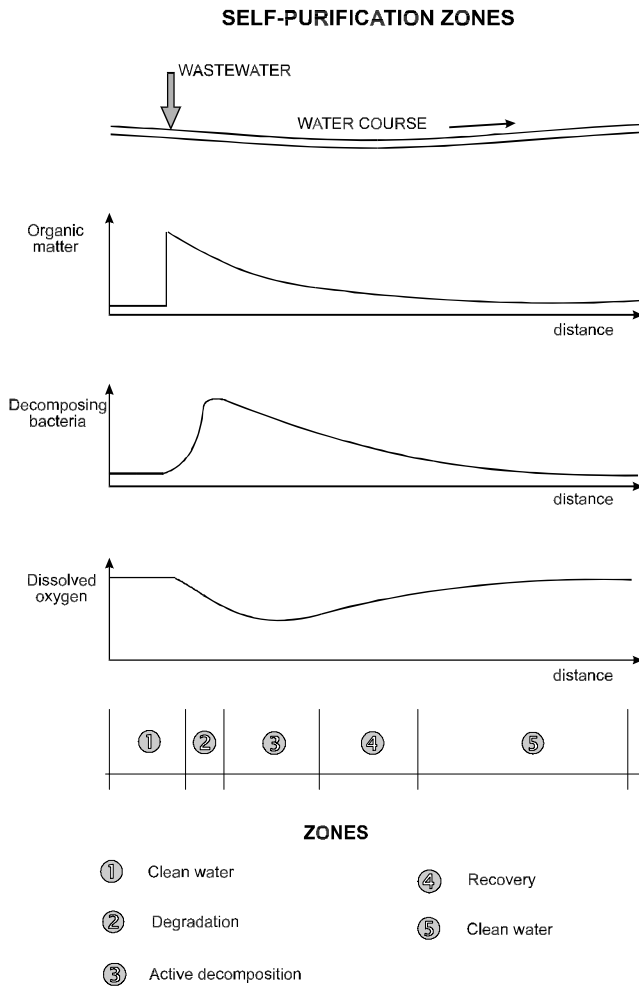 SELF-PURIFICATION ZONES
WASTEWATER
WATER COURSE
Organic
matter
distance
Decomposing
bacteria
distance
Dissolved
oxygen
distance
1 2 3 4 5
ZONES
1 Clean water
2 Degradation
3 Active decomposition
4 Recovery
5 Clean water